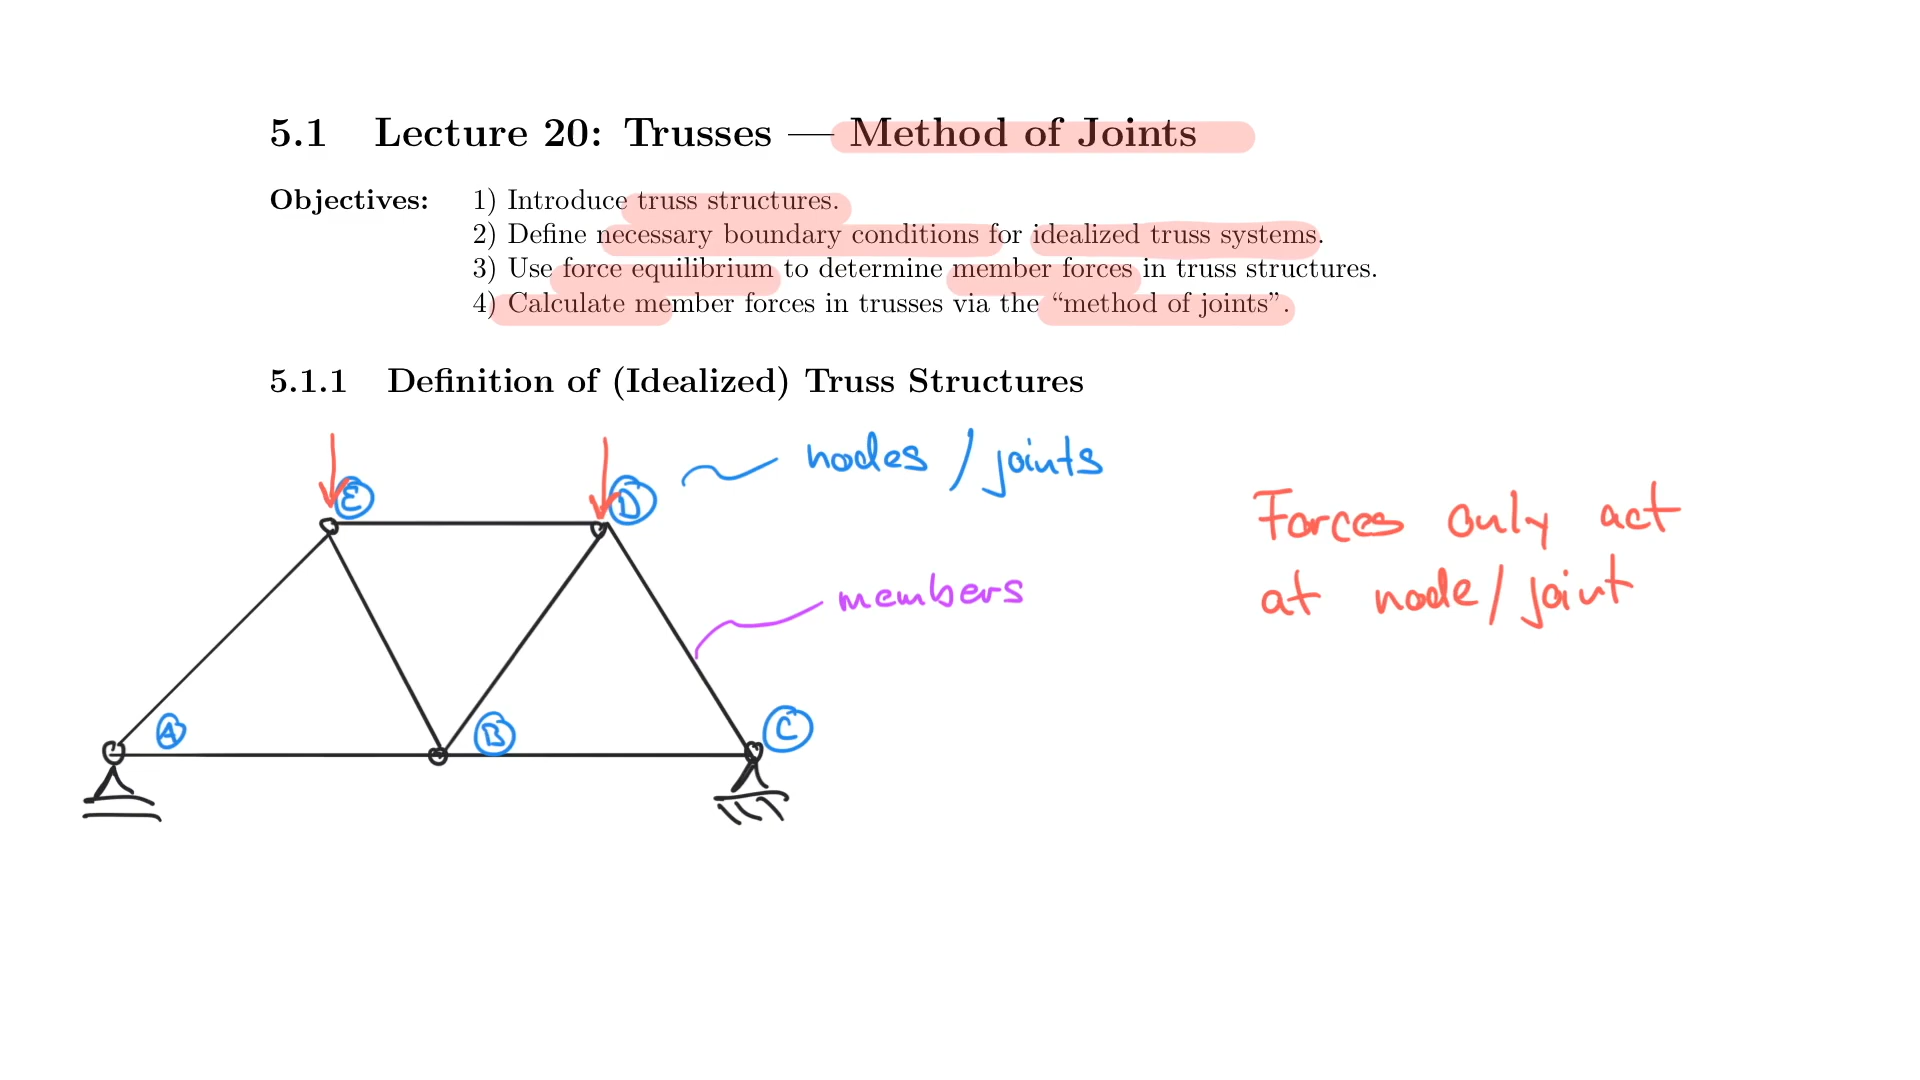 5.1 Lecture 20: Trusses — Method of Joints
Objectives: 1) Introduce truss structures.
2) Define necessary boundary conditions for idealized truss systems.
3) Use force equilibrium to determine member forces in truss structures.
4) Calculate member forces in trusses via the “method of joints”.
5.1.1 Definition of (Idealized) Truss Structures
nodes / joints
E
D
Forces only act
at node/joint
members
A
B
C